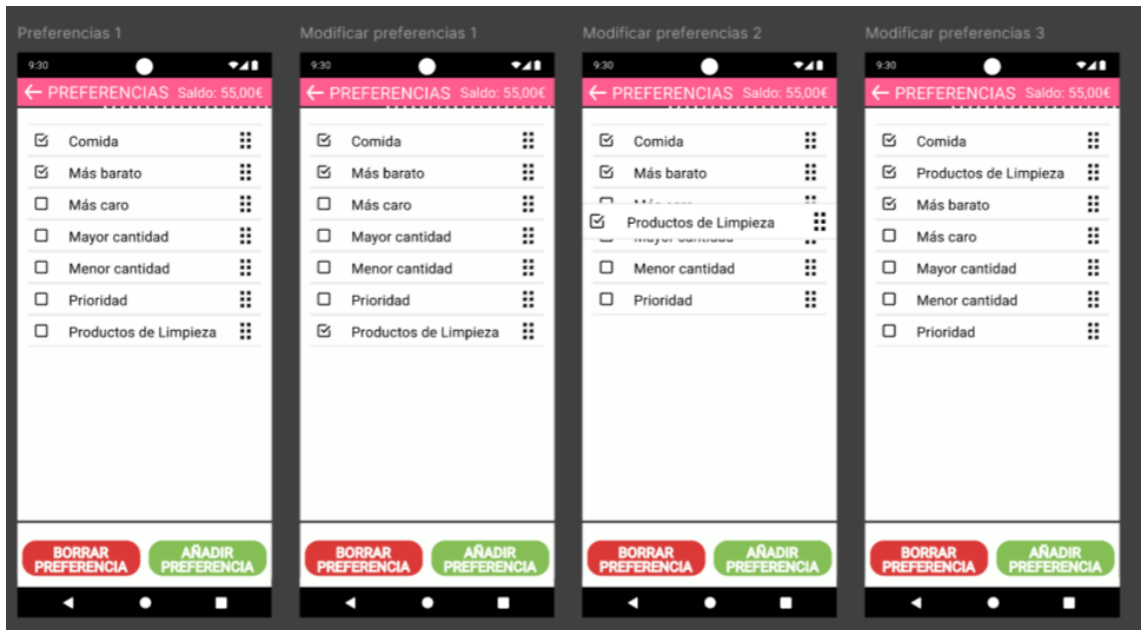 Preferencias 1
9:30
PREFERENCIAS Saldo: 55,00€
Comida
Más barato
Más caro
Mayor cantidad
Menor cantidad
Prioridad
Productos de Limpieza
BORRAR
PREFERENCIA
AÑADIR
PREFERENCIA
Modificar preferencias 1
9:30
PREFERENCIAS Saldo: 55,00€
Comida
Más barato
Más caro
Mayor cantidad
Menor cantidad
Prioridad
Productos de Limpieza
BORRAR
PREFERENCIA
AÑADIR
PREFERENCIA
Modificar preferencias 2
9:30
PREFERENCIAS Saldo: 55,00€
Comida
Más barato
Productos de Limpieza
Menor cantidad
Prioridad
BORRAR
PREFERENCIA
AÑADIR
PREFERENCIA
Modificar preferencias 3
9:30
PREFERENCIAS Saldo: 55,00€
Comida
Productos de Limpieza
Más barato
Más caro
Mayor cantidad
Menor cantidad
Prioridad
BORRAR
PREFERENCIA
AÑADIR
PREFERENCIA